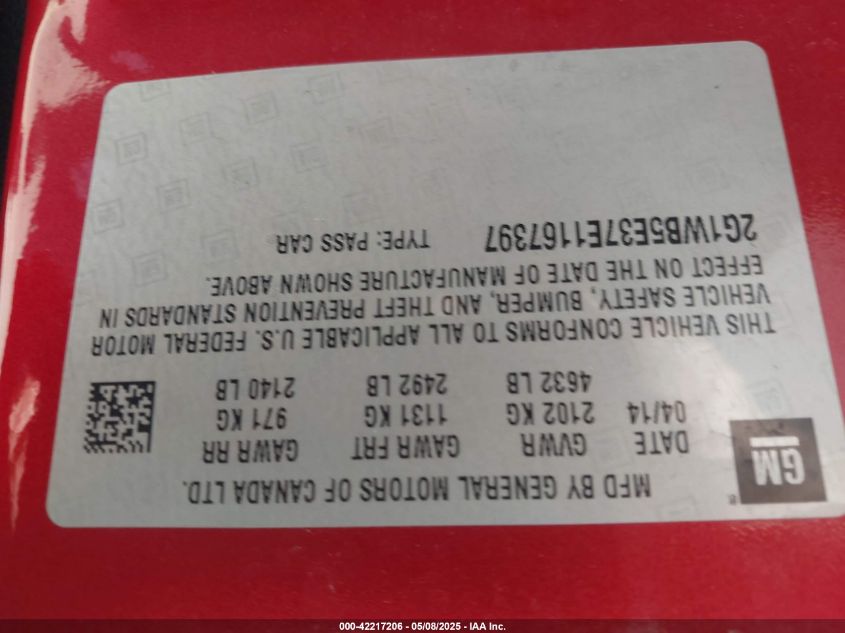 GM
®
MFD BY GENERAL MOTORS OF CANADA LTD.
DATE GVWR GAWR FRT GAWR RR
04/14 2102 KG 1131 KG 971 KG
4632 LB 2492 LB 2140 LB
THIS VEHICLE CONFORMS TO ALL APPLICABLE U.S. FEDERAL MOTOR
VEHICLE SAFETY, BUMPER, AND THEFT PREVENTION STANDARDS IN
EFFECT ON THE DATE OF MANUFACTURE SHOWN ABOVE.
2G1WB5E37E1167397 TYPE: PASS CAR
000-42217206 - 05/08/2025 - IAA Inc.